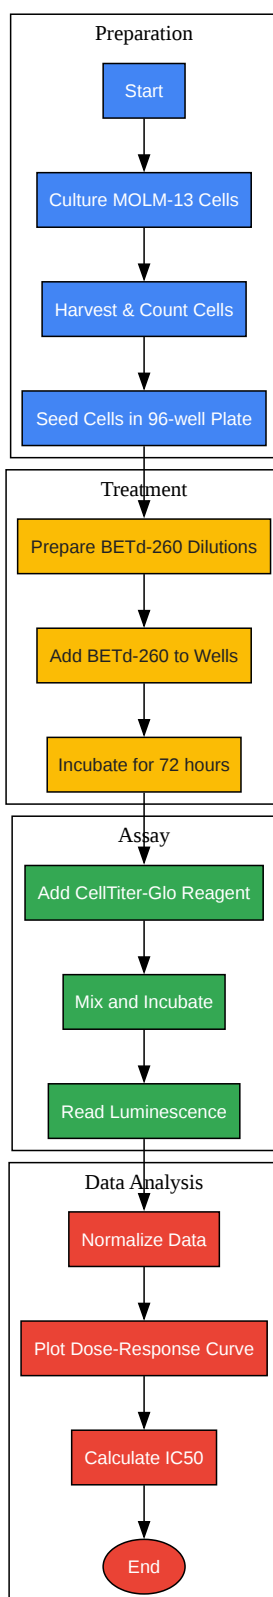 Preparation
Start
Culture MOLM-13 Cells
Harvest & Count Cells
Seed Cells in 96-well Plate
Treatment
Prepare BETd-260 Dilutions
Add BETd-260 to Wells
Incubate for 72 hours
Assay
Add CellTiter-Glo Reagent
Mix and Incubate
Read Luminescence
Data Analysis
Normalize Data
Plot Dose-Response Curve
Calculate IC50
End